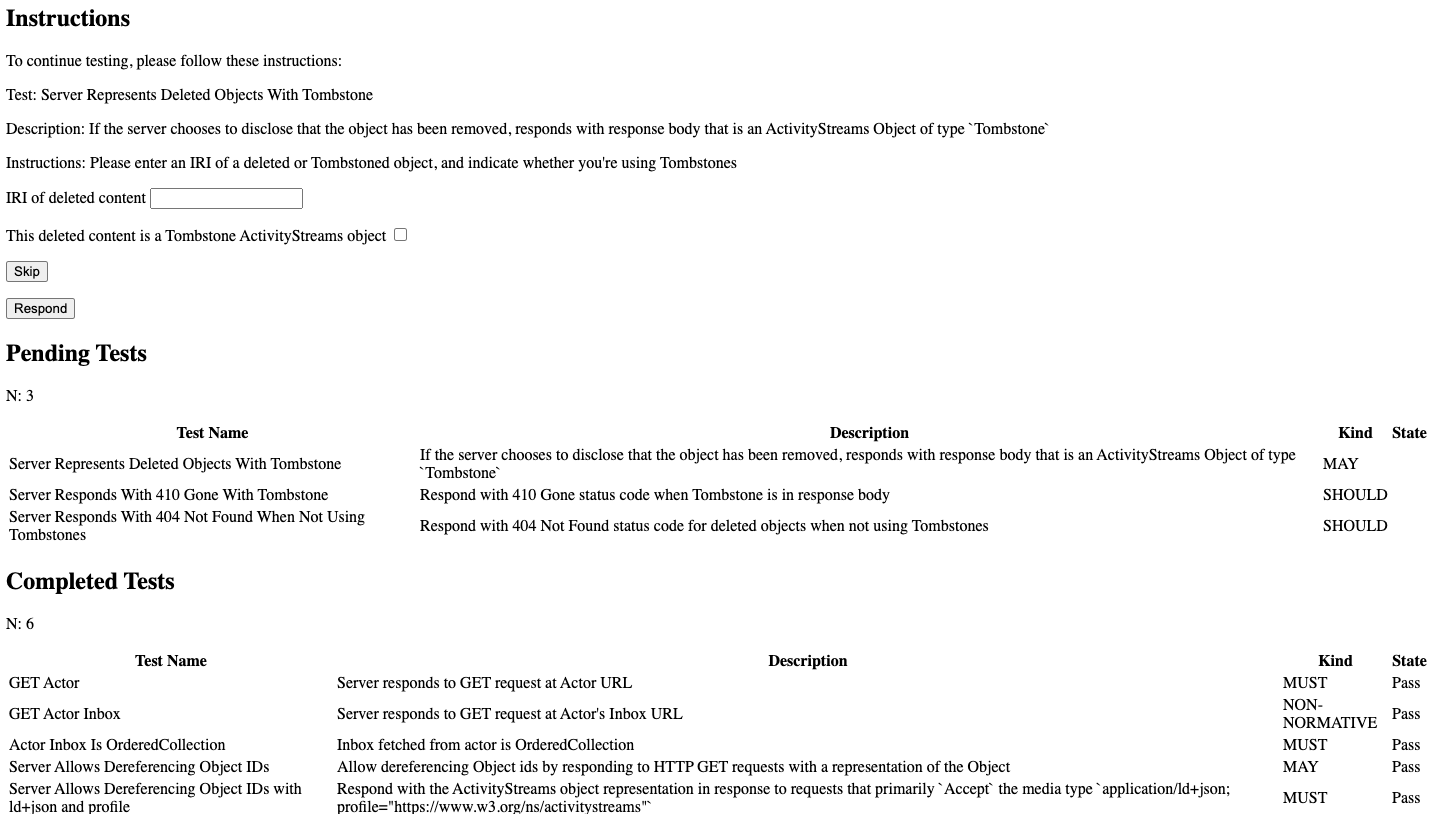 Instructions
To continue testing, please follow these instructions:
Test: Server Represents Deleted Objects With Tombstone
Description: If the server chooses to disclose that the object has been removed, responds with response body that is an ActivityStreams Object of type `Tombstone`
Instructions: Please enter an IRI of a deleted or Tombstoned object, and indicate whether you're using Tombstones
IRI of deleted content
This deleted content is a Tombstone ActivityStreams object
Skip
Respond
Pending Tests
N: 3
Test Name Description Kind State
Server Represents Deleted Objects With Tombstone If the server chooses to disclose that the object has been removed, responds with response body that is an ActivityStreams Object of type MAY
`Tombstone`
Server Responds With 410 Gone With Tombstone Respond with 410 Gone status code when Tombstone is in response body SHOULD
Server Responds With 404 Not Found When Not Using Respond with 404 Not Found status code for deleted objects when not using Tombstones SHOULD
Tombstones
Completed Tests
N: 6
Test Name Description Kind State
GET Actor Server responds to GET request at Actor URL MUST Pass
GET Actor Inbox Server responds to GET request at Actor's Inbox URL NON- Pass
NORMATIVE
Actor Inbox Is OrderedCollection Inbox fetched from actor is OrderedCollection MUST Pass
Server Allows Dereferencing Object IDs Allow dereferencing Object ids by responding to HTTP GET requests with a representation of the Object MAY Pass
Server Allows Dereferencing Object IDs with Respond with the ActivityStreams object representation in response to requests that primarily `Accept` the media type `application/ld+json; MUST Pass
ld+json and profile profile="https://www.w3.org/ns/activitystreams"`